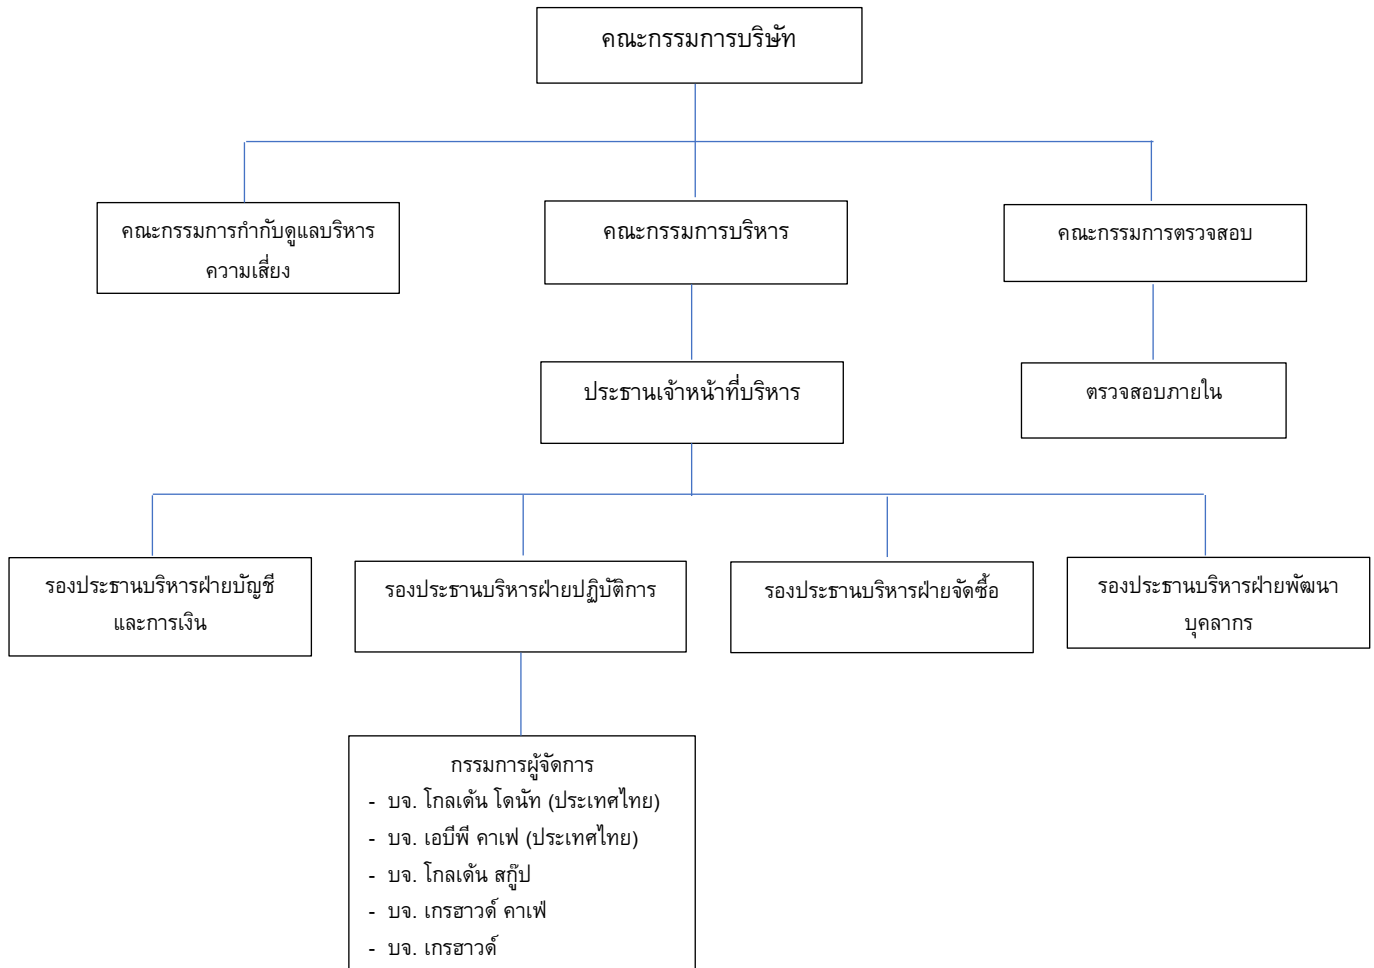 คณะกรรมการบริษัท
คณะกรรมการกำกับดูแลบริหาร
ความเสี่ยง
คณะกรรมการบริหาร
คณะกรรมการตรวจสอบ
ประธานเจ้าหน้าที่บริหาร
ตรวจสอบภายใน
รองประธานบริหารฝ่ายบัญชี
และการเงิน
รองประธานบริหารฝ่ายปฏิบัติการ
รองประธานบริหารฝ่ายจัดซื้อ
รองประธานบริหารฝ่ายพัฒนา
บุคลากร
กรรมการผู้จัดการ
- บจ. โกลเด้น โดนัท (ประเทศไทย)
- บจ. เอบีพี คาเฟ (ประเทศไทย)
- บจ. โกลเด้น สกู๊ป
- บจ. เกรฮาวด์ คาเฟ่
- บจ. เกรฮาวด์